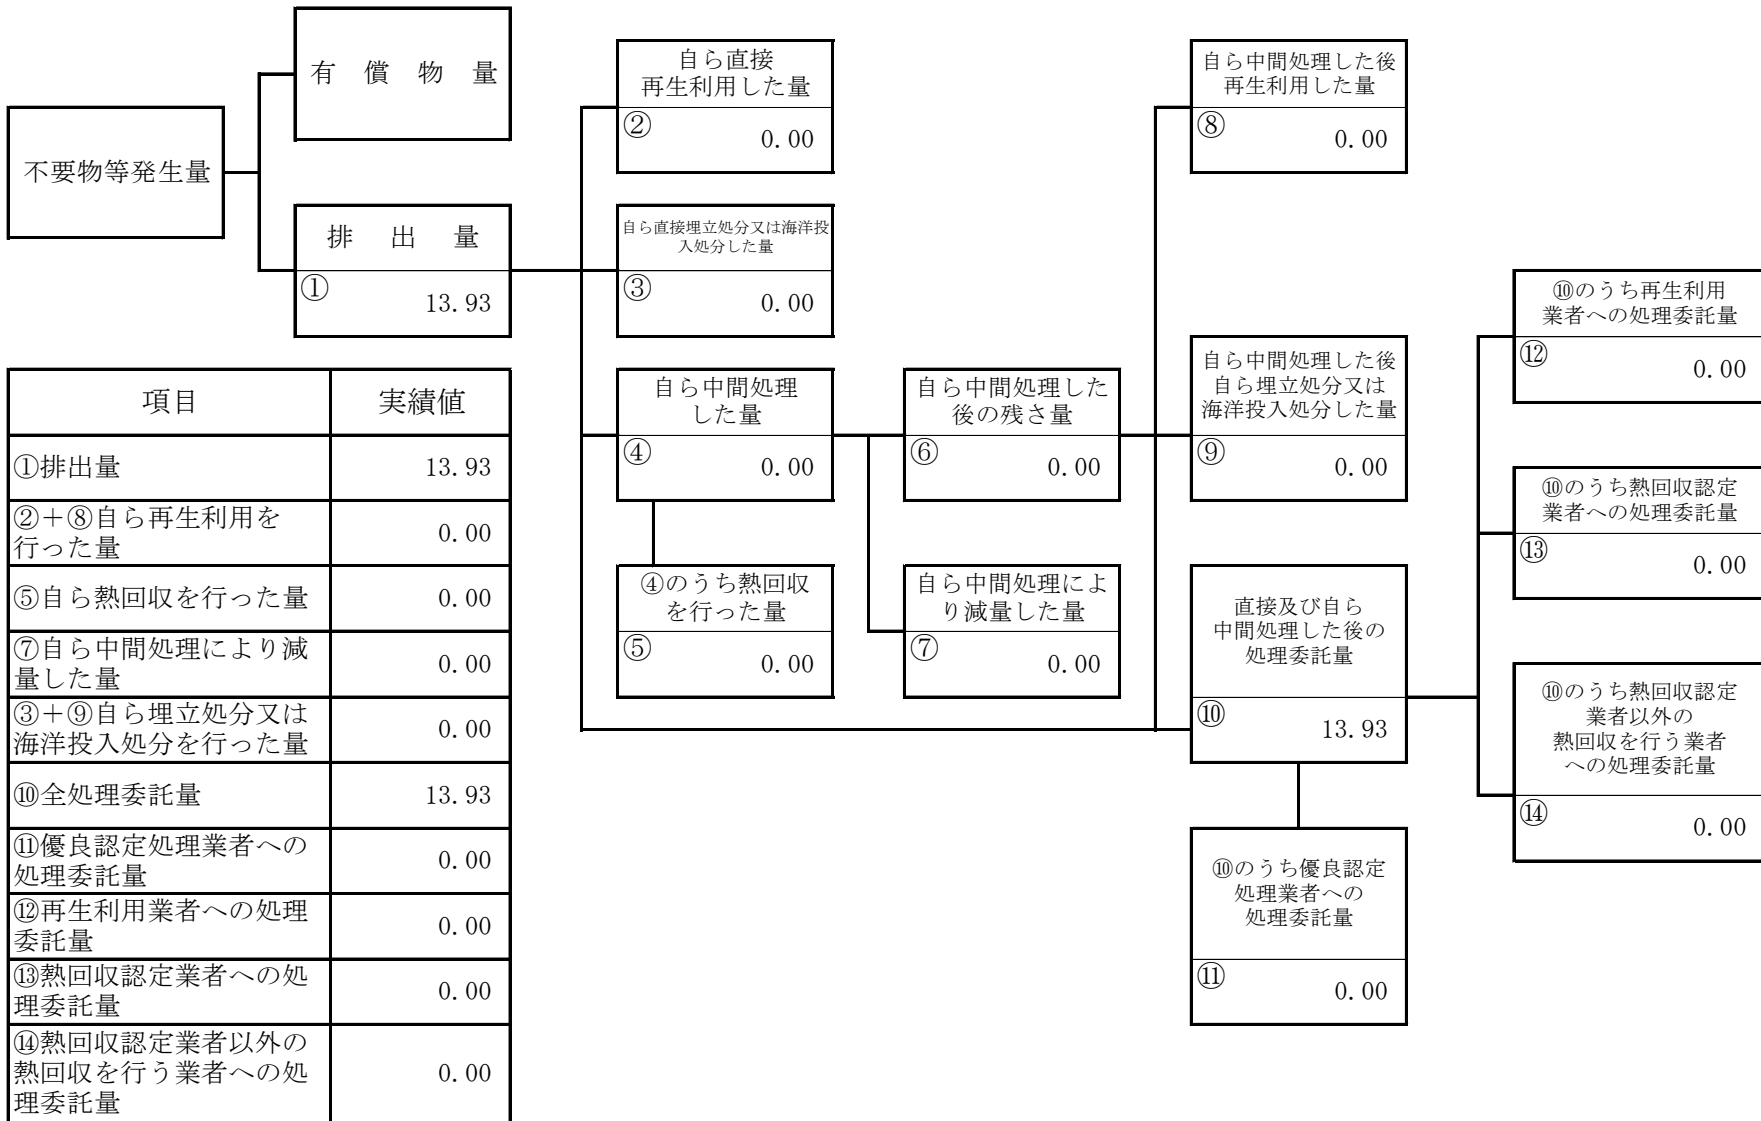 有 償 物 量
不要物等発生量
排 出 量
①
13.93
自ら直接
再生利用した量
②
0.00
自ら直接埋立処分又は海洋投
入処分した量
③
0.00
自ら中間処理
した量
④
0.00
④のうち熱回収
を行った量
⑤
0.00
自ら中間処理した
後の残さ量
⑥
0.00
自ら中間処理によ
り減量した量
⑦
0.00
自ら中間処理した後
再生利用した量
⑧
0.00
自ら中間処理した後
自ら埋立処分又は
海洋投入処分した量
⑨
0.00
直接及び自ら
中間処理した後の
処理委託量
⑩
13.93
⑩のうち優良認定
処理業者への
処理委託量
⑪
0.00
⑩のうち再生利用
業者への処理委託量
⑫
0.00
⑩のうち熱回収認定
業者への処理委託量
⑬
0.00
⑩のうち熱回収認定
業者以外の
熱回収を行う業者
への処理委託量
⑭
0.00
項目 実績値
①排出量 13.93
②+⑧自ら再生利用を
行った量 0.00
⑤自ら熱回収を行った量 0.00
⑦自ら中間処理により減
量した量 0.00
③+⑨自ら埋立処分又は
海洋投入処分を行った量 0.00
⑩全処理委託量 13.93
⑪優良認定処理業者への
処理委託量 0.00
⑫再生利用業者への処理
委託量 0.00
⑬熱回収認定業者への処
理委託量 0.00
⑭熱回収認定業者以外の
熱回収を行う業者への処
理委託量 0.00